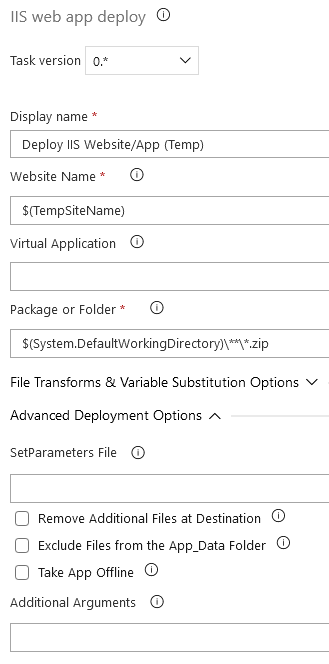 IIS web app deploy
Task version 0.*
Display name *
Deploy IIS Website/App (Temp)
Website Name *
$(TempSiteName)
Virtual Application
Package or Folder *
$(System.DefaultWorkingDirectory)\**\*.zip
File Transforms & Variable Substitution Options
Advanced Deployment Options
SetParameters File
Remove Additional Files at Destination
Exclude Files from the App_Data Folder
Take App Offline
Additional Arguments